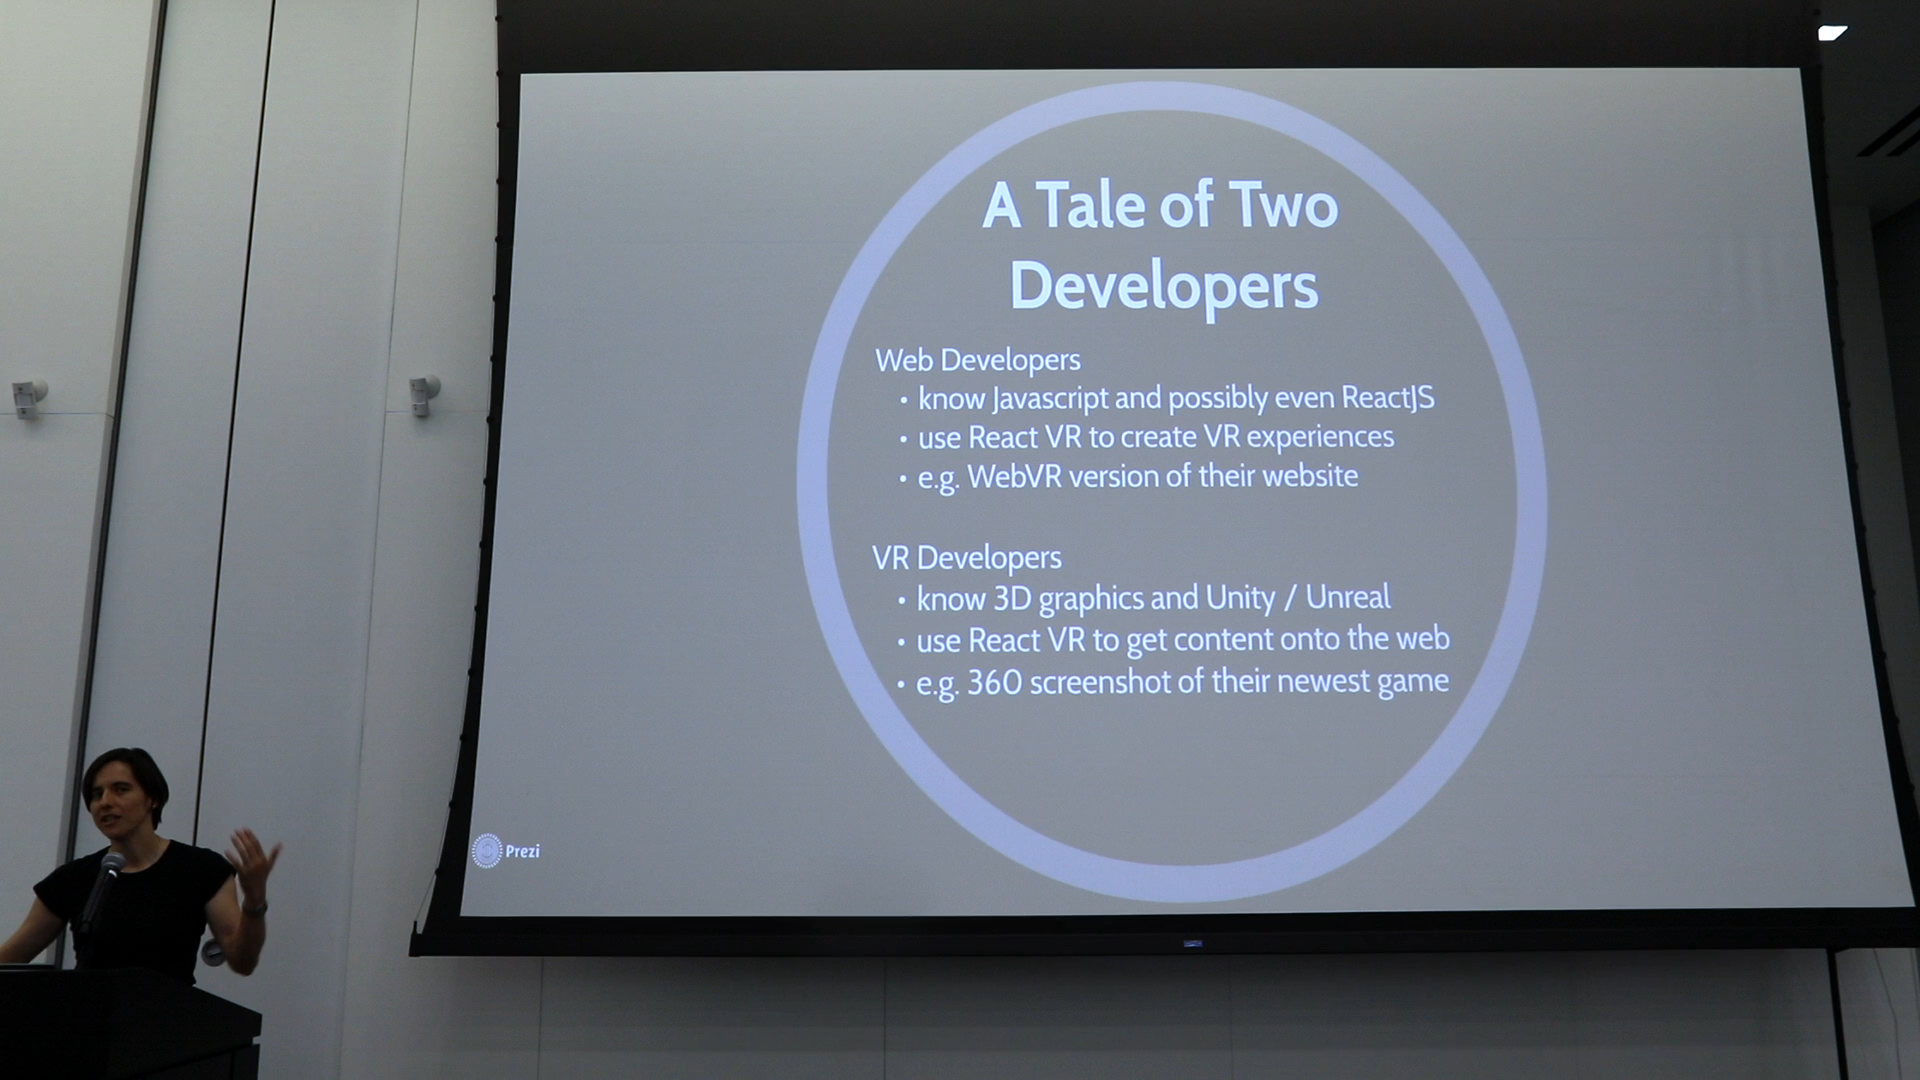 A Tale of Two
Developers
Web Developers
• know Javascript and possibly even ReactJS
• use React VR to create VR experiences
• e.g. WebVR version of their website
VR Developers
• know 3D graphics and Unity / Unreal
• use React VR to get content onto the web
• e.g. 360 screenshot of their newest game
Prezi